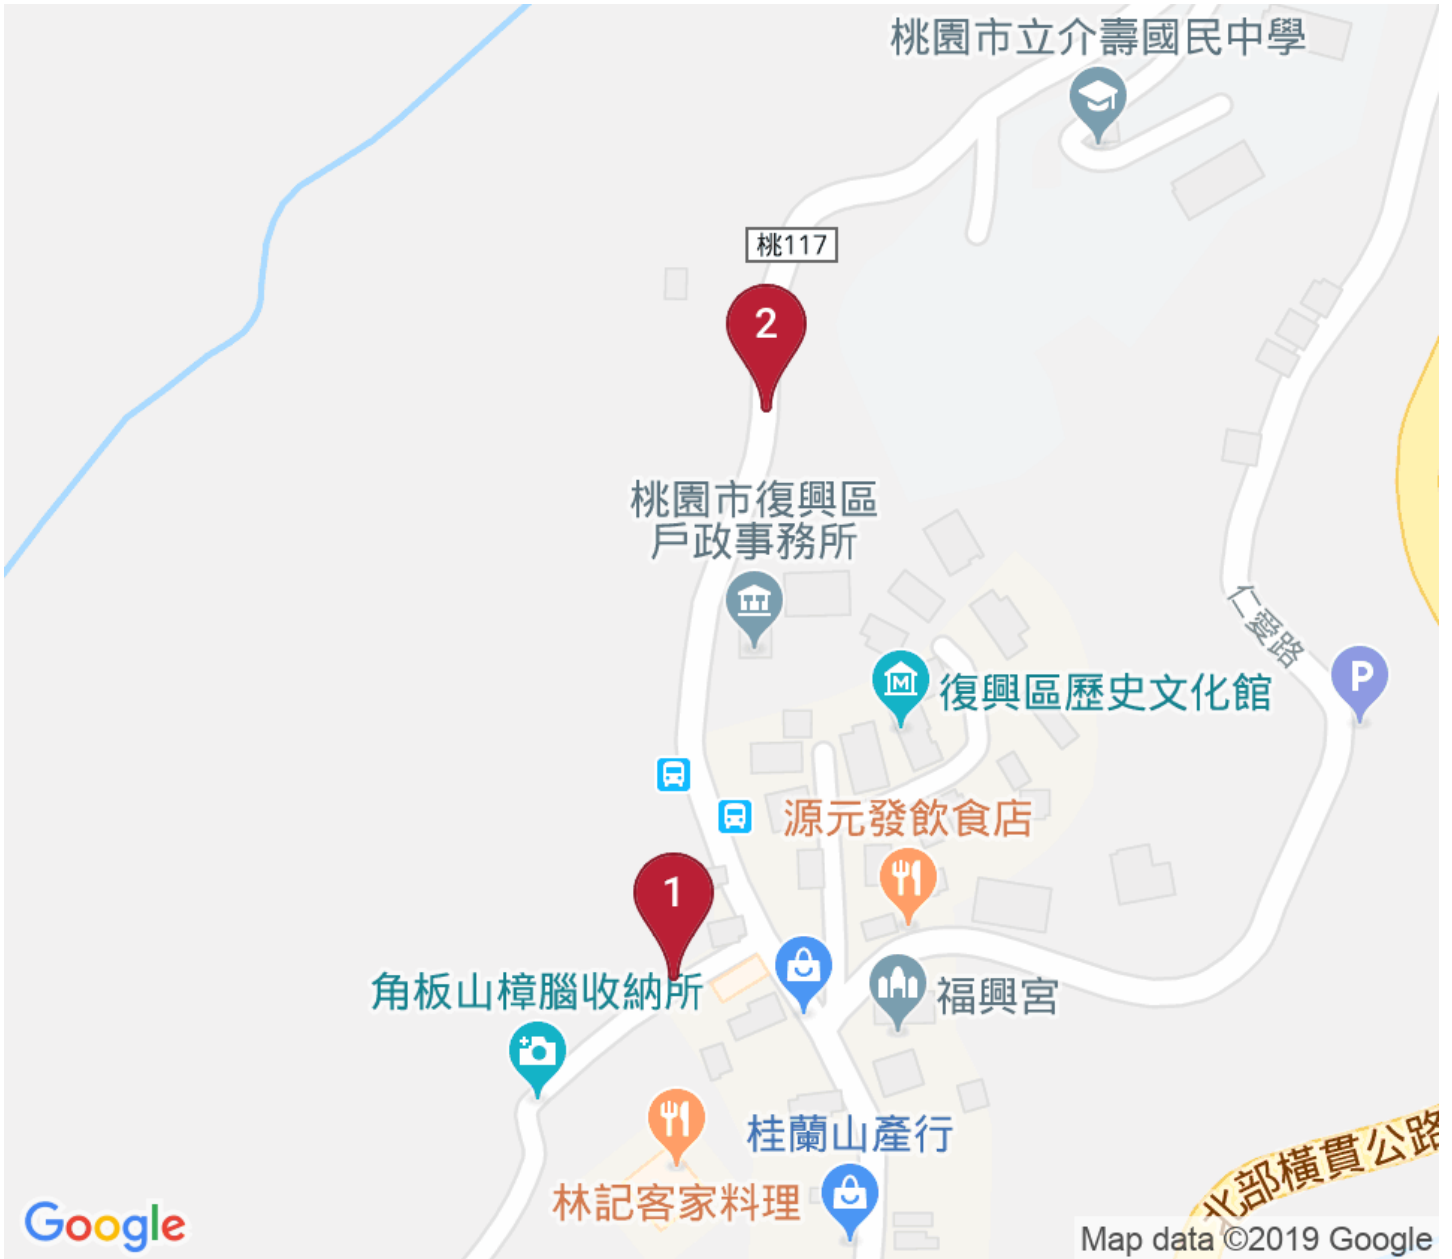 桃園市立介壽國民中學
桃117
2
桃園市復興區
戶政事務所
仁愛路
P
M
復興區歷史文化館
源元發飲食店
1
角板山樟腦收納所
福興宮
桂蘭山產行
北部橫貫公路
林記客家料理
Google
Map data ©2019 Google